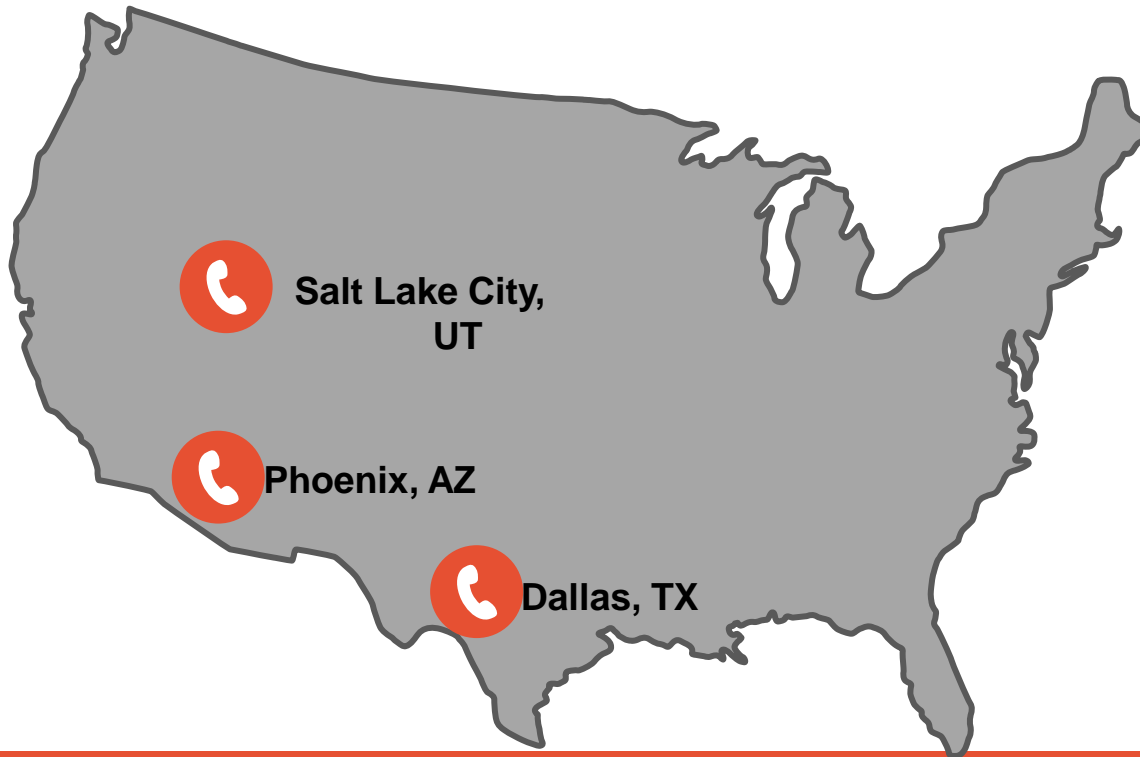 Salt Lake City,
UT
Phoenix, AZ
Dallas, TX